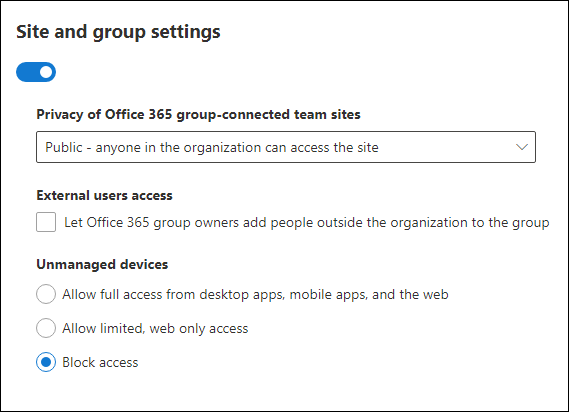 Site and group settings
Privacy of Office 365 group-connected team sites
Public - anyone in the organization can access the site
External users access
Let Office 365 group owners add people outside the organization to the group
Unmanaged devices
Allow full access from desktop apps, mobile apps, and the web
Allow limited, web only access
Block access